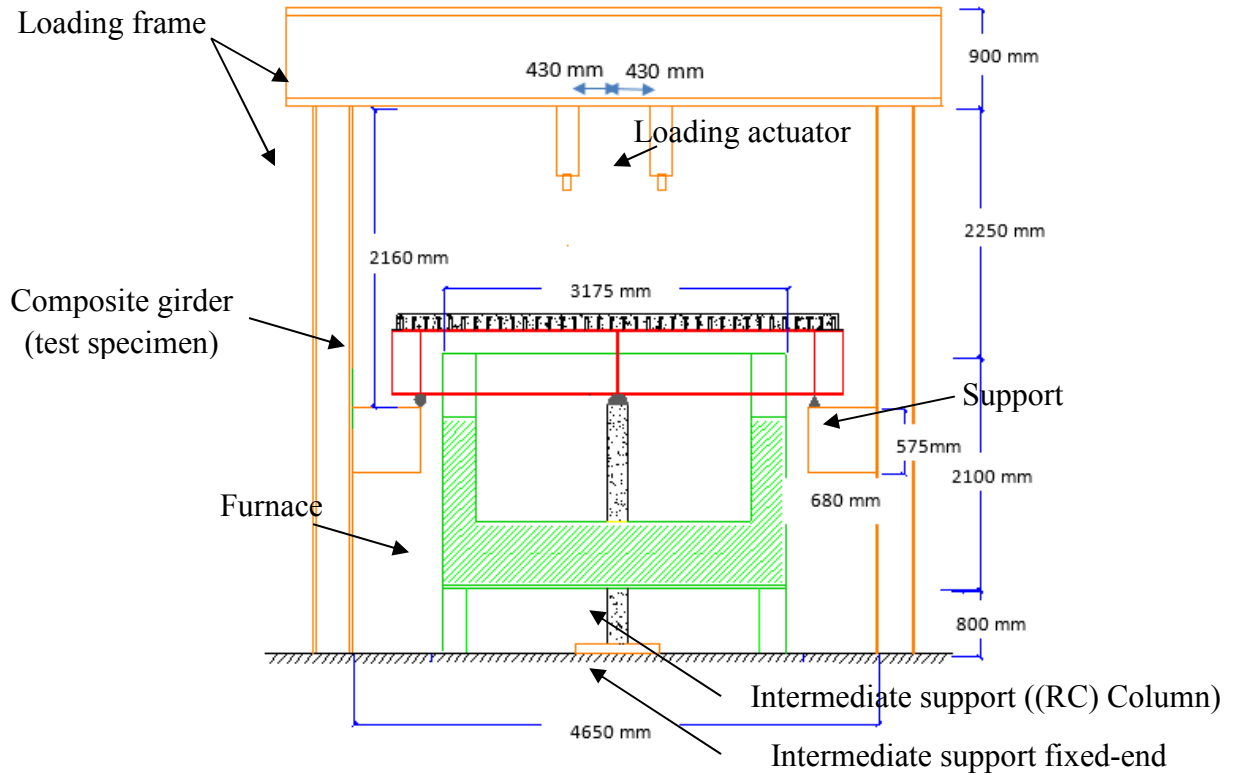 Loading frame
900 mm
430 mm
430 mm
Loading actuator
2250 mm
2160 mm
3175 mm
Composite girder
(test specimen)
Support
575mm
2100 mm
680 mm
Furnace
800 mm
Intermediate support ((RC) Column)
4650 mm
Intermediate support fixed-end